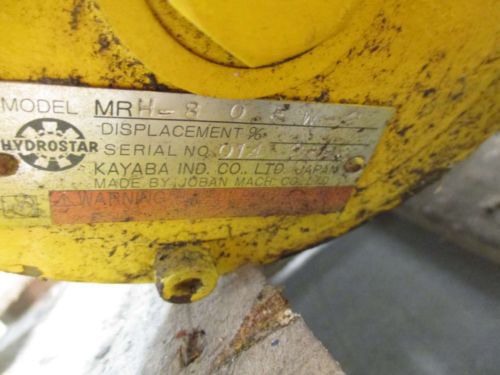 MODEL MRH-8
HYDROSTAR
DISPLACEMENT
SERIAL NO.
KAYABA IND. CO., LTD. JAPAN
MADE BY JOBAN MACH CO., LTD.
WARNING